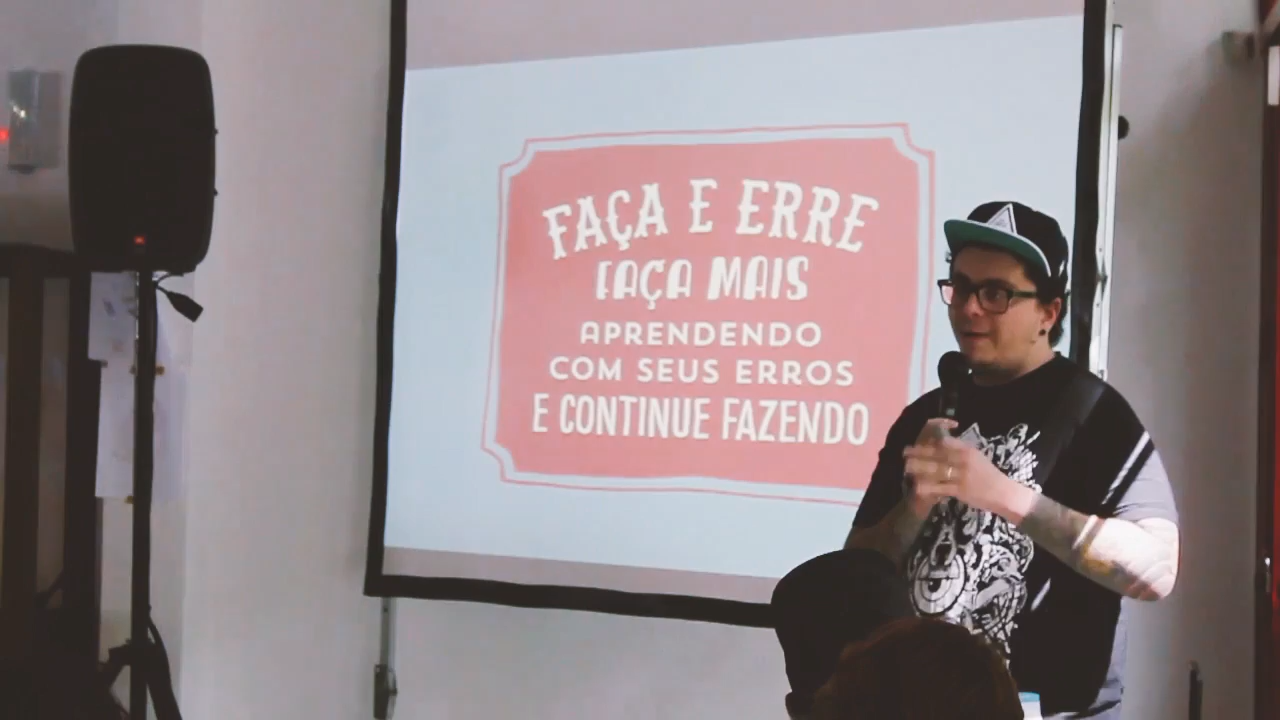 FAÇA E ERRE
FAÇA MAIS
APRENDENDO
COM SEUS ERROS
E CONTINUE FAZENDO